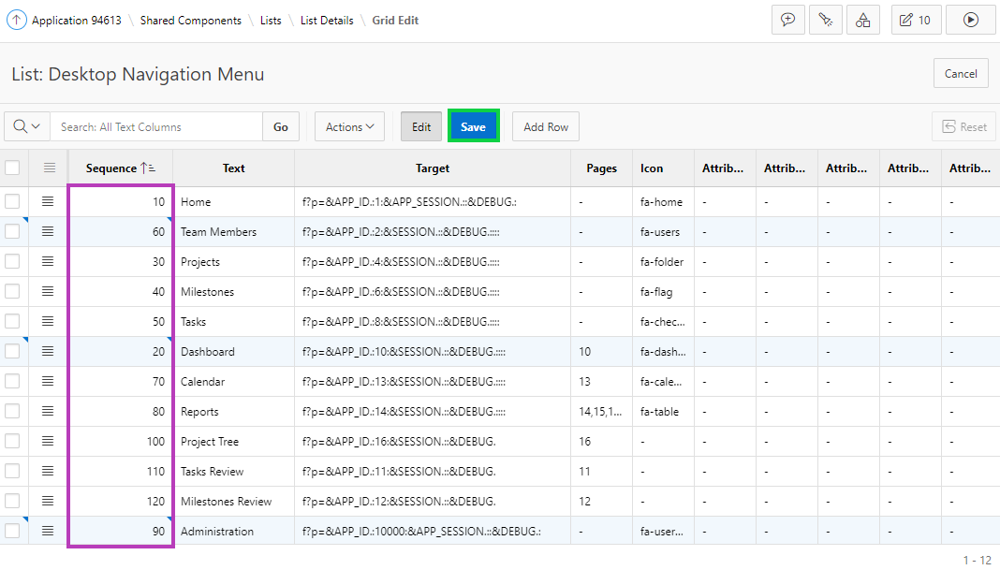 Application 94613 \ Shared Components \ Lists \ List Details \ Grid Edit
10
List: Desktop Navigation Menu
Cancel
Search: All Text Columns Go Actions Edit Save Add Row Reset
Sequence Text Target Pages Icon Attrib... Attrib... Attrib... Attrib... Attrib...
10 Home f?p=&APP_ID.:1:&APP_SESSION.::&DEBUG.: - fa-home - - - - -
60 Team Members f?p=&APP_ID.:2:&SESSION.::&DEBUG.:::: - fa-users - - - - -
30 Projects f?p=&APP_ID.:4:&SESSION.::&DEBUG.:::: - fa-folder - - - - -
40 Milestones f?p=&APP_ID.:6:&SESSION.::&DEBUG.:::: - fa-flag - - - - -
50 Tasks f?p=&APP_ID.:8:&SESSION.::&DEBUG.:::: - fa-chec... - - - - -
20 Dashboard f?p=&APP_ID.:10:&SESSION.::&DEBUG.:::: 10 fa-dash... - - - - -
70 Calendar f?p=&APP_ID.:13:&SESSION.::&DEBUG.:::: 13 fa-cale... - - - - -
80 Reports f?p=&APP_ID.:14:&SESSION.::&DEBUG.:::: 14,15,1... fa-table - - - - -
100 Project Tree f?p=&APP_ID.:16:&SESSION.::&DEBUG. 16 - - - - - -
110 Tasks Review f?p=&APP_ID.:11:&SESSION.::&DEBUG. 11 - - - - - -
120 Milestones Review f?p=&APP_ID.:12:&SESSION.::&DEBUG. 12 - - - - - -
90 Administration f?p=&APP_ID.:10000:&APP_SESSION.::&DEBUG.: - fa-user... - - - - -
1 - 12